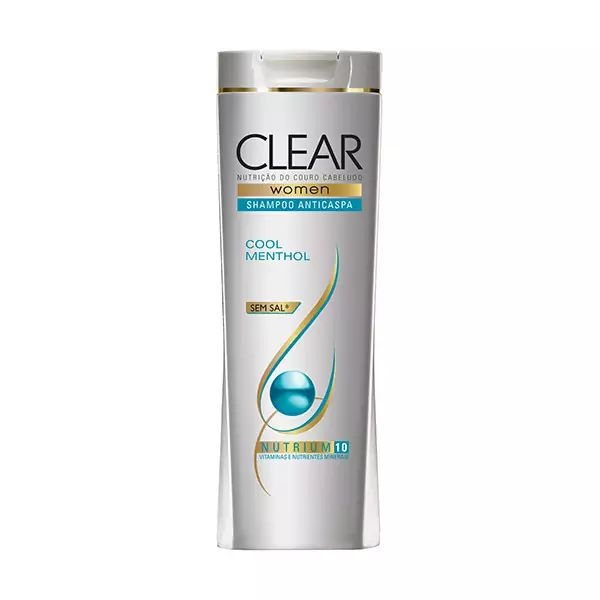 CLEAR
NUTRIÇÃO DO COURO CABELUDO
women
SHAMPOO ANTICASPA
COOL
MENTHOL
SEM SAL*
NUTRIUM 10
VITAMINAS E NUTRIENTES MINERAIS